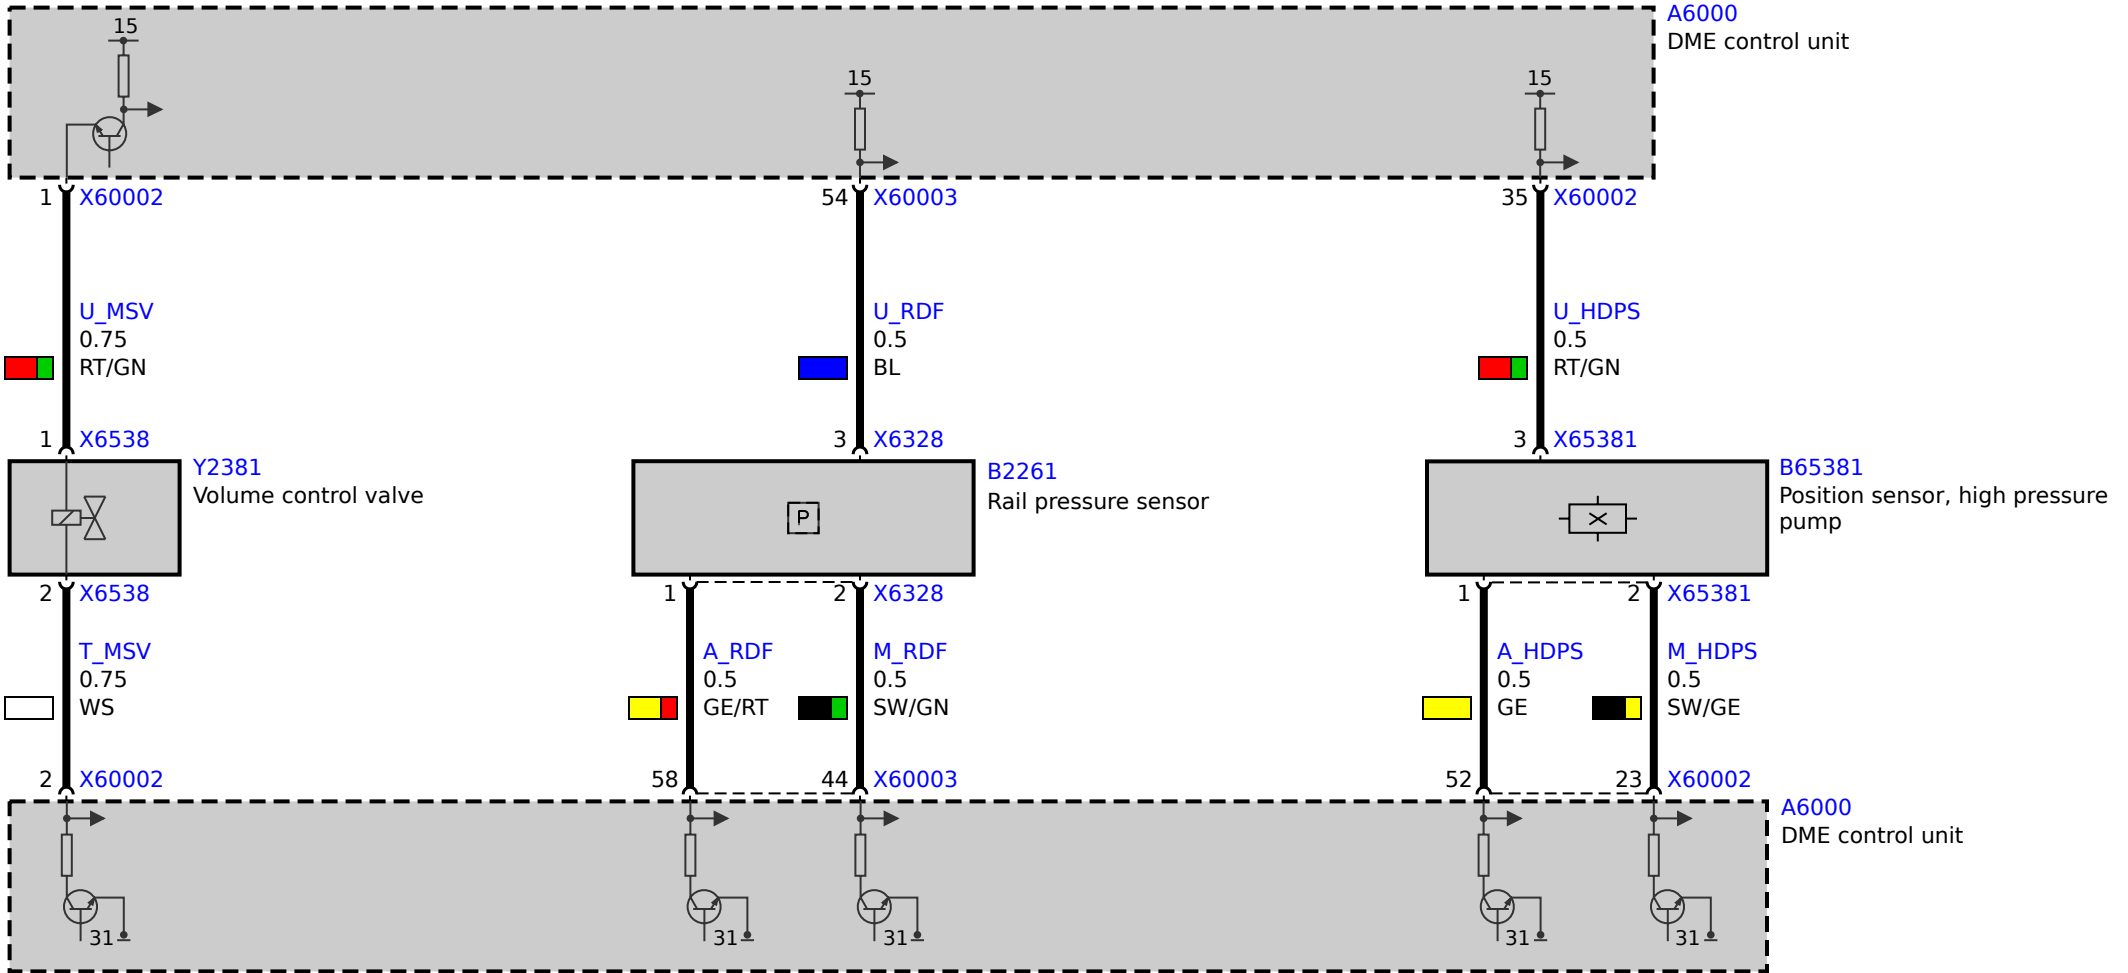 A6000
DME control unit
15
15
15
1 X60002
54 X60003
35 X60002
U_MSV
0.75
RT/GN
U_RDF
0.5
BL
U_HDPS
0.5
RT/GN
1 X6538
3 X6328
3 X65381
Y2381
Volume control valve
B2261
Rail pressure sensor
P
B65381
Position sensor, high pressure
pump
2 X6538
1
2 X6328
1
2 X65381
T_MSV
0.75
WS
A_RDF
0.5
GE/RT
M_RDF
0.5
SW/GN
A_HDPS
0.5
GE
M_HDPS
0.5
SW/GE
2 X60002
58
44 X60003
52
23 X60002
A6000
DME control unit
31
31
31
31
31